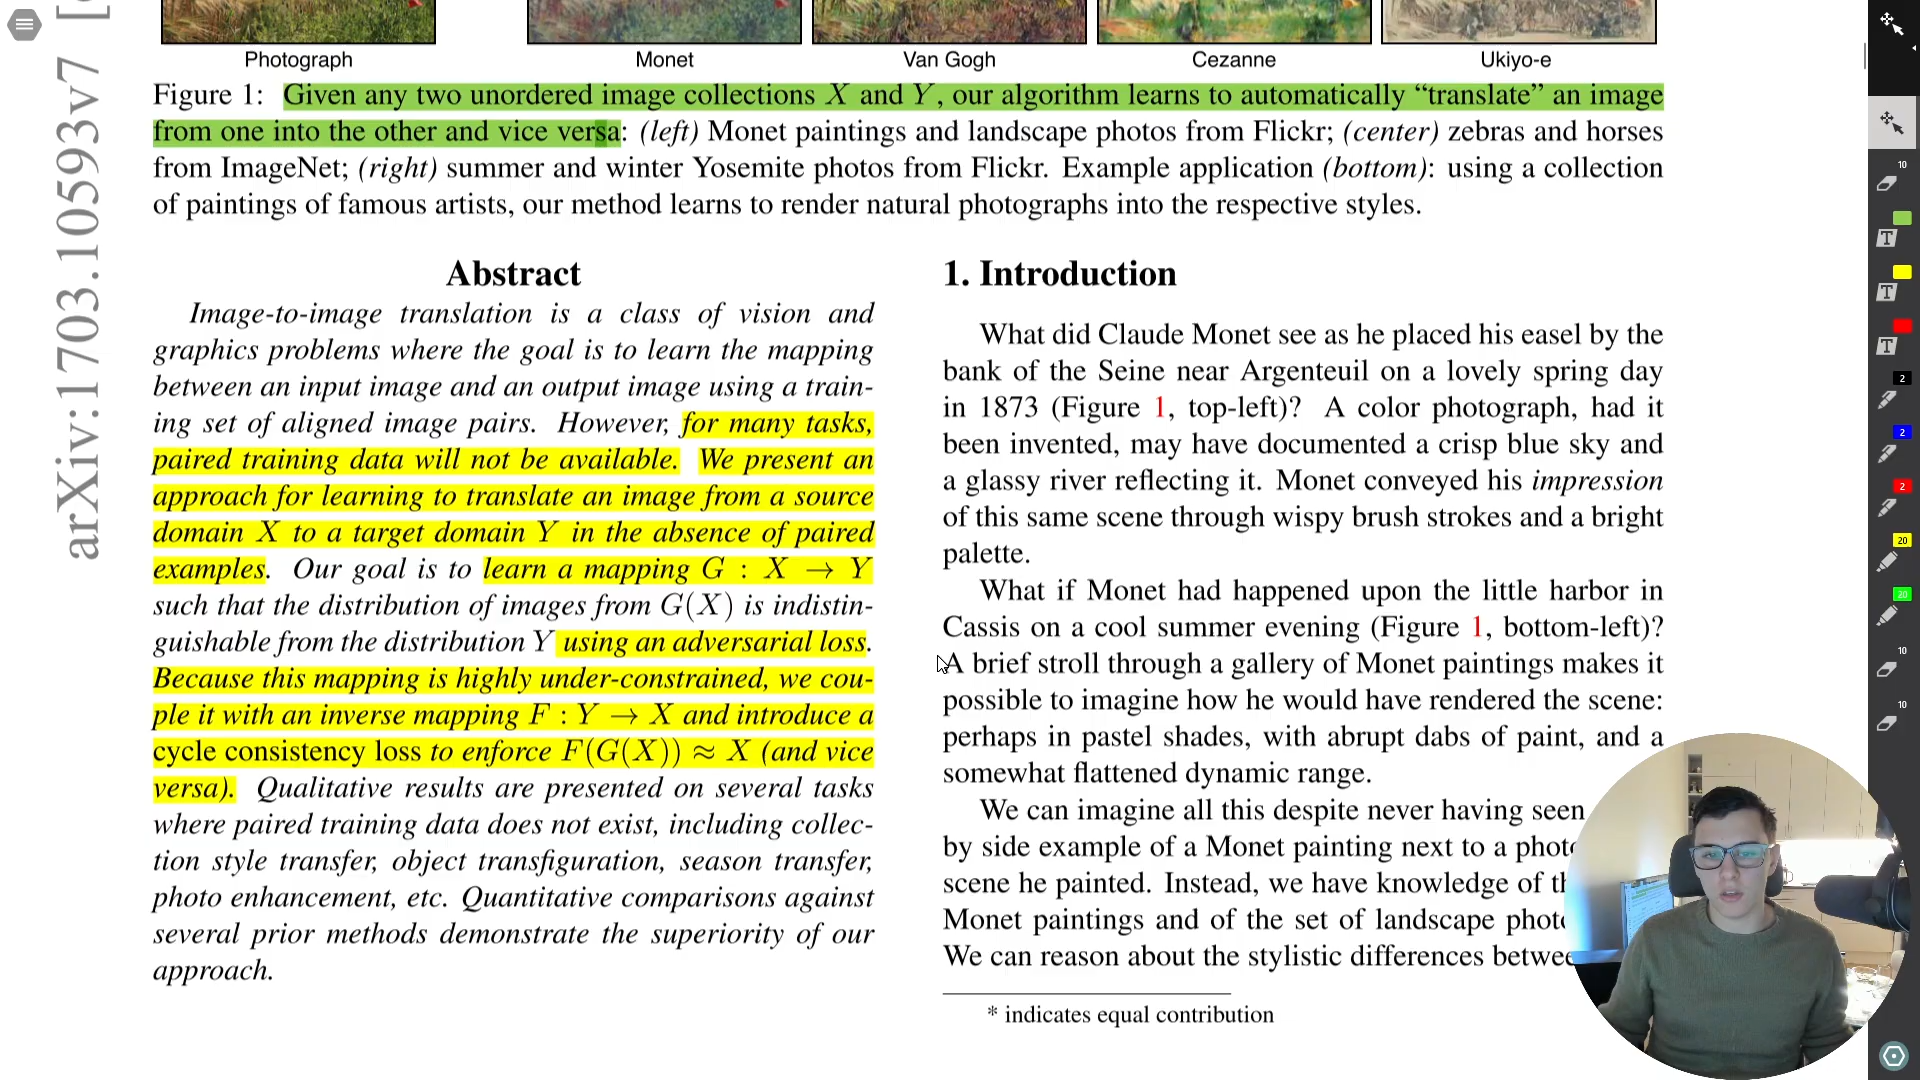 arXiv:1703.10593v7 [
Photograph
Monet
Van Gogh
Cezanne
Ukiyo-e
Figure 1: Given any two unordered image collections X and Y, our algorithm learns to automatically “translate” an image
from one into the other and vice versa: (left) Monet paintings and landscape photos from Flickr; (center) zebras and horses
from ImageNet; (right) summer and winter Yosemite photos from Flickr. Example application (bottom): using a collection
of paintings of famous artists, our method learns to render natural photographs into the respective styles.
Abstract
Image-to-image translation is a class of vision and
graphics problems where the goal is to learn the mapping
between an input image and an output image using a train-
ing set of aligned image pairs. However, for many tasks,
paired training data will not be available. We present an
approach for learning to translate an image from a source
domain X to a target domain Y in the absence of paired
examples. Our goal is to learn a mapping G : X → Y
such that the distribution of images from G(X) is indistin-
guishable from the distribution Y using an adversarial loss.
Because this mapping is highly under-constrained, we cou-
ple it with an inverse mapping F : Y → X and introduce a
cycle consistency loss to enforce F(G(X)) ≈ X (and vice
versa). Qualitative results are presented on several tasks
where paired training data does not exist, including collec-
tion style transfer, object transfiguration, season transfer,
photo enhancement, etc. Quantitative comparisons against
several prior methods demonstrate the superiority of our
approach.
1. Introduction
What did Claude Monet see as he placed his easel by the
bank of the Seine near Argenteuil on a lovely spring day
in 1873 (Figure 1, top-left)? A color photograph, had it
been invented, may have documented a crisp blue sky and
a glassy river reflecting it. Monet conveyed his impression
of this same scene through wispy brush strokes and a bright
palette.
What if Monet had happened upon the little harbor in
Cassis on a cool summer evening (Figure 1, bottom-left)?
A brief stroll through a gallery of Monet paintings makes it
possible to imagine how he would have rendered the scene:
perhaps in pastel shades, with abrupt dabs of paint, and a
somewhat flattened dynamic range.
We can imagine all this despite never having seen
by side example of a Monet painting next to a phot
scene he painted. Instead, we have knowledge of th
Monet paintings and of the set of landscape phot
We can reason about the stylistic differences betwee
* indicates equal contribution
10
T
T
T
2
2
2
20
20
10
10